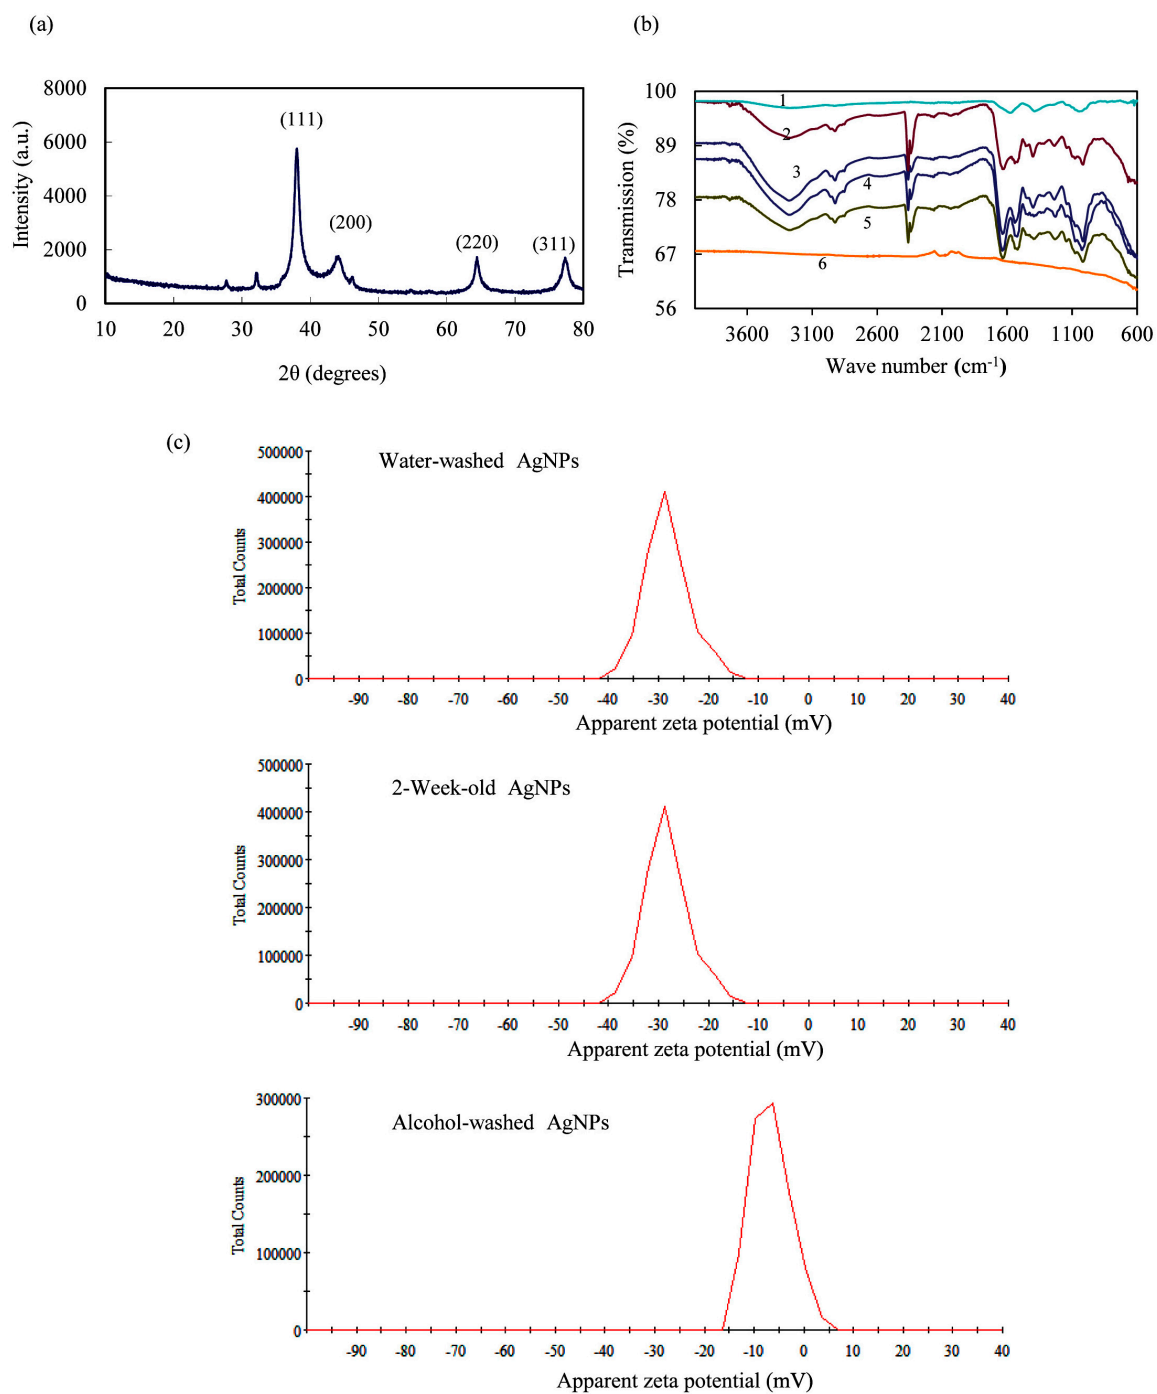 (a)
(b)
8000
6000
4000
2000
0
Intensity (a.u.)
(111)
(200)
(220)
(311)
10 20 30 40 50 60 70 80
2θ (degrees)
100
89
78
67
56
Transmission (%)
1
2
3
4
5
6
3600 3100 2600 2100 1600 1100 600
Wave number (cm-1)
(c)
Water-washed AgNPs
500000
400000
300000
200000
100000
0
Total Counts
-90 -80 -70 -60 -50 -40 -30 -20 -10 0 10 20 30 40
Apparent zeta potential (mV)
2-Week-old AgNPs
500000
400000
300000
200000
100000
0
Total Counts
-90 -80 -70 -60 -50 -40 -30 -20 -10 0 10 20 30 40
Apparent zeta potential (mV)
Alcohol-washed AgNPs
300000
200000
100000
0
Total Counts
-90 -80 -70 -60 -50 -40 -30 -20 -10 0 10 20 30 40
Apparent zeta potential (mV)